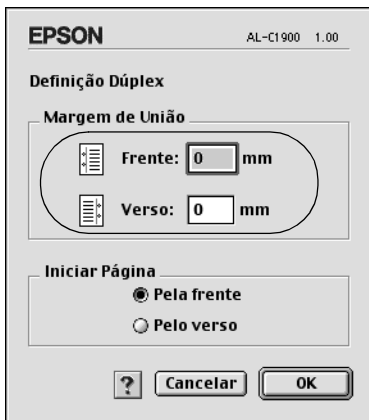 EPSON AL-C1900 1.00
Definição Dúplex
Margem de União
Frente: 0 mm
Verso: 0 mm
Iniciar Página
Pela frente
Pelo verso
? Cancelar OK